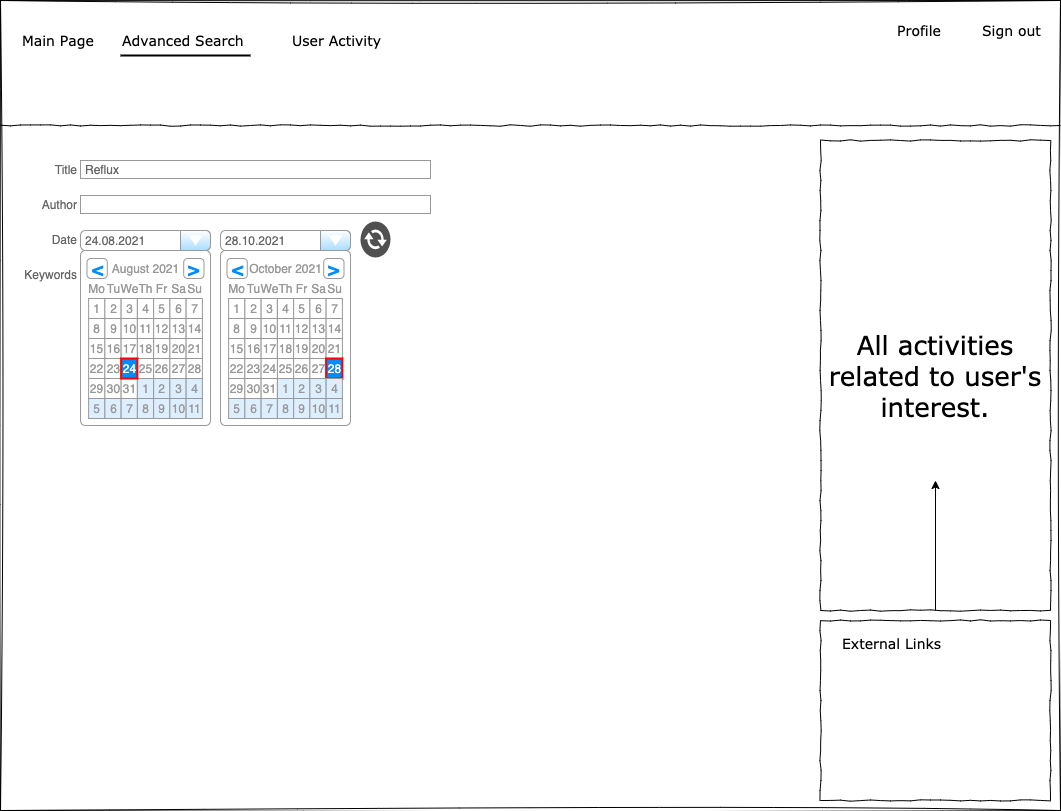 Main Page Advanced Search User Activity Profile Sign out
Title Reflux
Author
Date 24.08.2021 28.10.2021
Keywords
< August 2021 >
Mo Tu We Th Fr Sa Su
1 2 3 4 5 6 7
8 9 10 11 12 13 14
15 16 17 18 19 20 21
22 23 24 25 26 27 28
29 30 31 1 2 3 4
5 6 7 8 9 10 11
< October 2021 >
Mo Tu We Th Fr Sa Su
1 2 3 4 5 6 7
8 9 10 11 12 13 14
15 16 17 18 19 20 21
22 23 24 25 26 27 28
29 30 31 1 2 3 4
5 6 7 8 9 10 11
All activities
related to user's
interest.
External Links